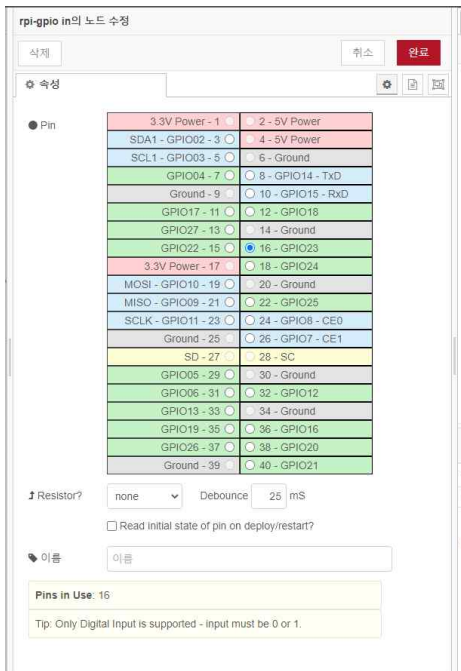 rpi-gpio in의 노드 수정
삭제
취소
완료
속성
Pin
3.3V Power - 1
2 - 5V Power
SDA1 - GPIO02 - 3
4 - 5V Power
SCL1 - GPIO03 - 5
6 - Ground
GPIO04 - 7
8 - GPIO14 - TxD
Ground - 9
10 - GPIO15 - RxD
GPIO17 - 11
12 - GPIO18
GPIO27 - 13
14 - Ground
GPIO22 - 15
16 - GPIO23
3.3V Power - 17
18 - GPIO24
MOSI - GPIO10 - 19
20 - Ground
MISO - GPIO09 - 21
22 - GPIO25
SCLK - GPIO11 - 23
24 - GPIO8 - CE0
Ground - 25
26 - GPIO7 - CE1
SD - 27
28 - SC
GPIO05 - 29
30 - Ground
GPIO06 - 31
32 - GPIO12
GPIO13 - 33
34 - Ground
GPIO19 - 35
36 - GPIO16
GPIO26 - 37
38 - GPIO20
Ground - 39
40 - GPIO21
Resistor?
none
Debounce
25
mS
Read initial state of pin on deploy/restart?
이름
이름
Pins in Use: 16
Tip: Only Digital Input is supported - input must be 0 or 1.